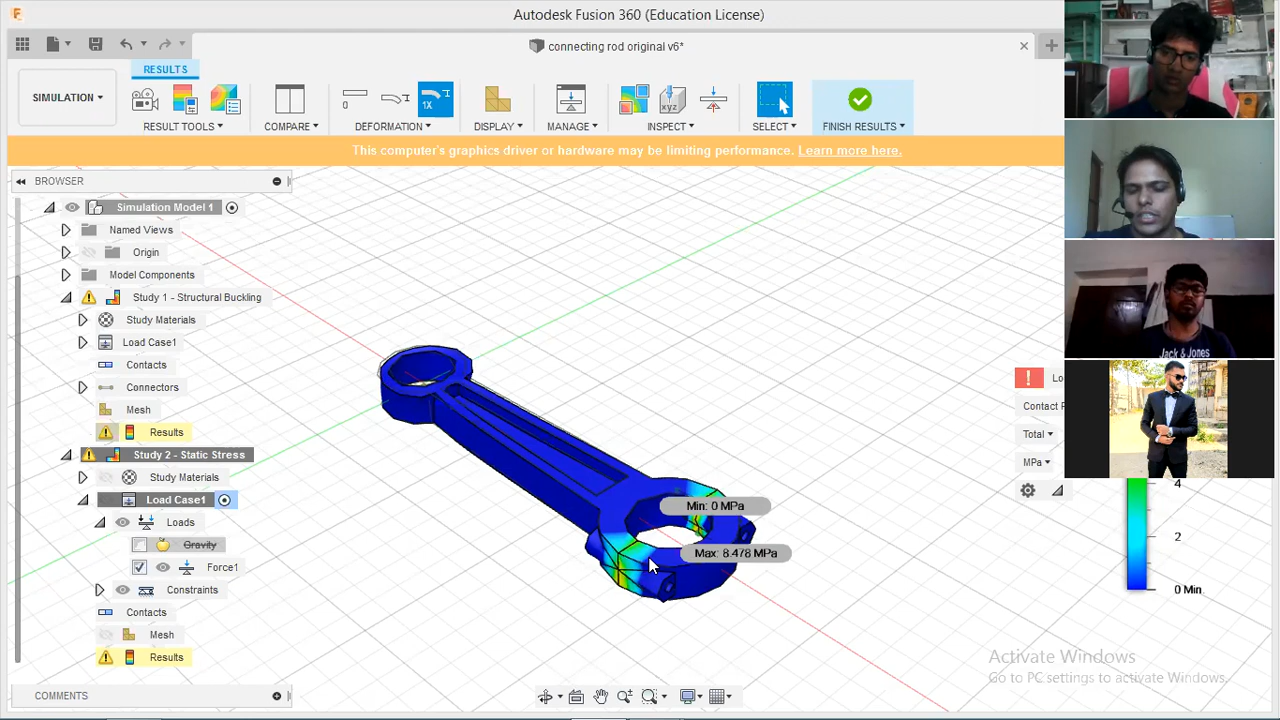 Autodesk Fusion 360 (Education License)
connecting rod original v6*
SIMULATION
RESULTS
0
1X
xyz
RESULT TOOLS
COMPARE
DEFORMATION
DISPLAY
MANAGE
INSPECT
SELECT
FINISH RESULTS
This computer's graphics driver or hardware may be limiting performance. Learn more here.
BROWSER
Simulation Model 1
Named Views
Origin
Model Components
Study 1 - Structural Buckling
Study Materials
Load Case1
Contacts
Connectors
Mesh
Results
Study 2 - Static Stress
Study Materials
Load Case1
Loads
Gravity
Force1
Constraints
Contacts
Mesh
Results
COMMENTS
Min: 0 MPa
Max: 8.478 MPa
Lo
Contact P
Total
MPa
4
2
0 Min.
Jack & Jones
Activate Windows
Go to PC settings to activate Windows.